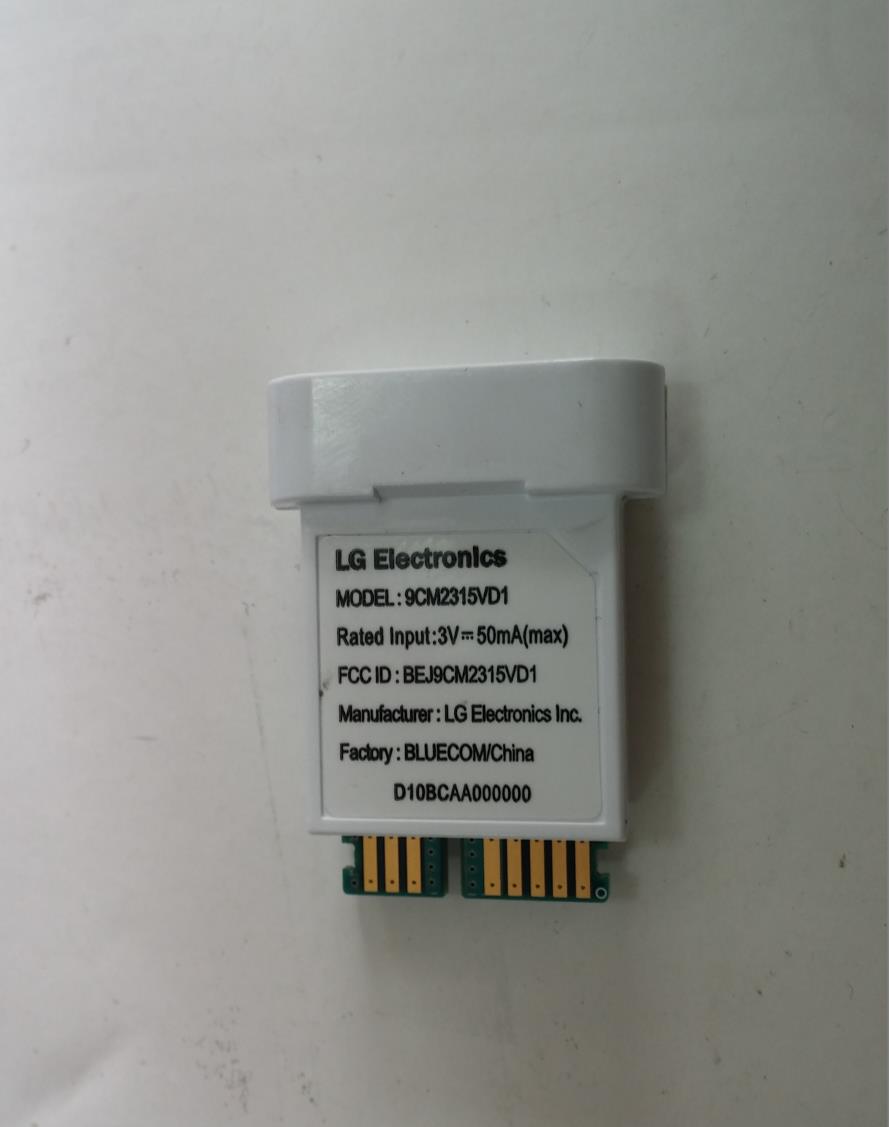 LG Electronics
MODEL : 9CM2315VD1
Rated Input:3V⎓50mA(max)
FCC ID : BEJ9CM2315VD1
Manufacturer : LG Electronics Inc.
Factory : BLUECOM/China
D10BCAA000000